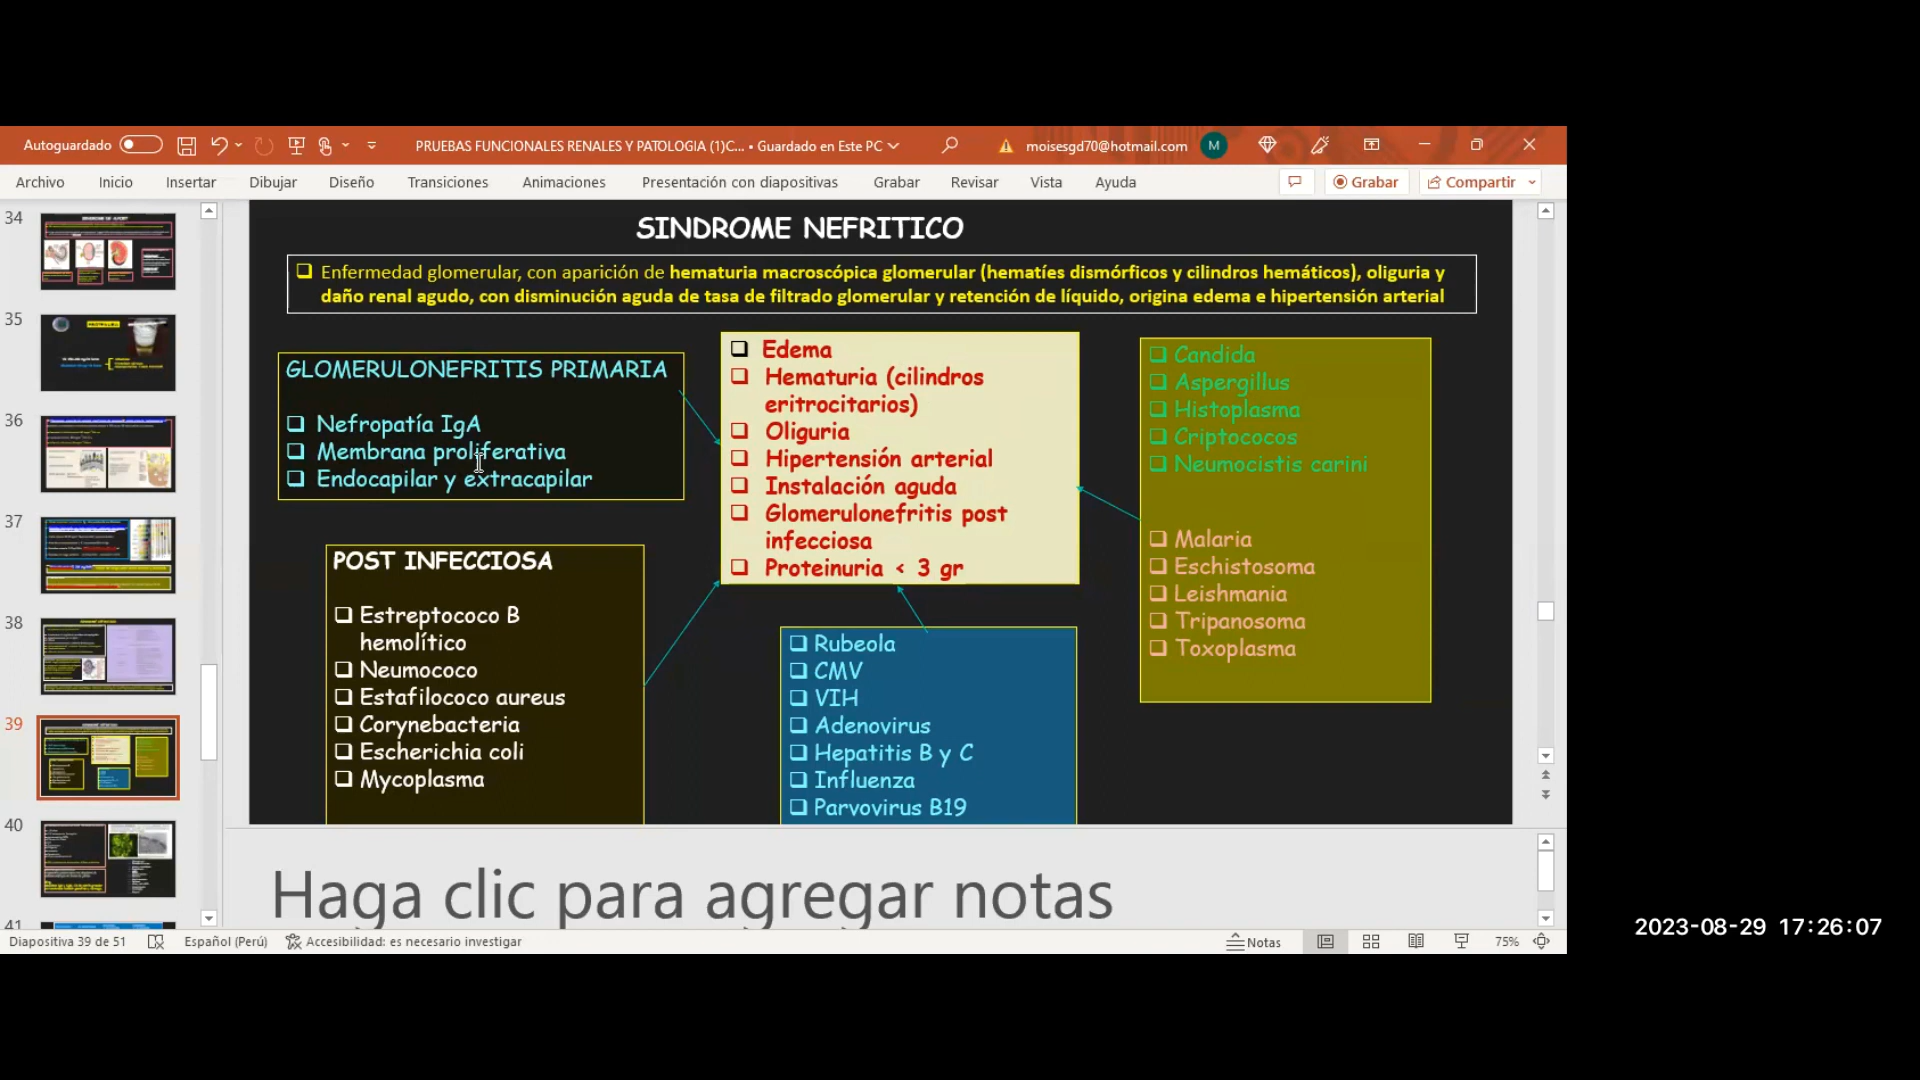 Autoguardado
PRUEBAS FUNCIONALES RENALES Y PATOLOGIA (1)C... • Guardado en Este PC
moisesgd70@hotmail.com
M
Archivo
Inicio
Insertar
Dibujar
Diseño
Transiciones
Animaciones
Presentación con diapositivas
Grabar
Revisar
Vista
Ayuda
Grabar
Compartir
34
35
36
37
38
39
40
41
SINDROME NEFRITICO
Enfermedad glomerular, con aparición de hematuria macroscópica glomerular (hematíes dismórficos y cilindros hemáticos), oliguria y
daño renal agudo, con disminución aguda de tasa de filtrado glomerular y retención de líquido, origina edema e hipertensión arterial
GLOMERULONEFRITIS PRIMARIA
Nefropatía IgA
Membrana proliferativa
Endocapilar y extracapilar
POST INFECCIOSA
Estreptococo B
hemolítico
Neumococo
Estafilococo aureus
Corynebacteria
Escherichia coli
Mycoplasma
Edema
Hematuria (cilindros
eritrocitarios)
Oliguria
Hipertensión arterial
Instalación aguda
Glomerulonefritis post
infecciosa
Proteinuria < 3 gr
Rubeola
CMV
VIH
Adenovirus
Hepatitis B y C
Influenza
Parvovirus B19
Candida
Aspergillus
Histoplasma
Criptococos
Neumocistis carini
Malaria
Eschistosoma
Leishmania
Tripanosoma
Toxoplasma
Haga clic para agregar notas
Diapositiva 39 de 51
Español (Perú)
Accesibilidad: es necesario investigar
Notas
75%
2023-08-29 17:26:07